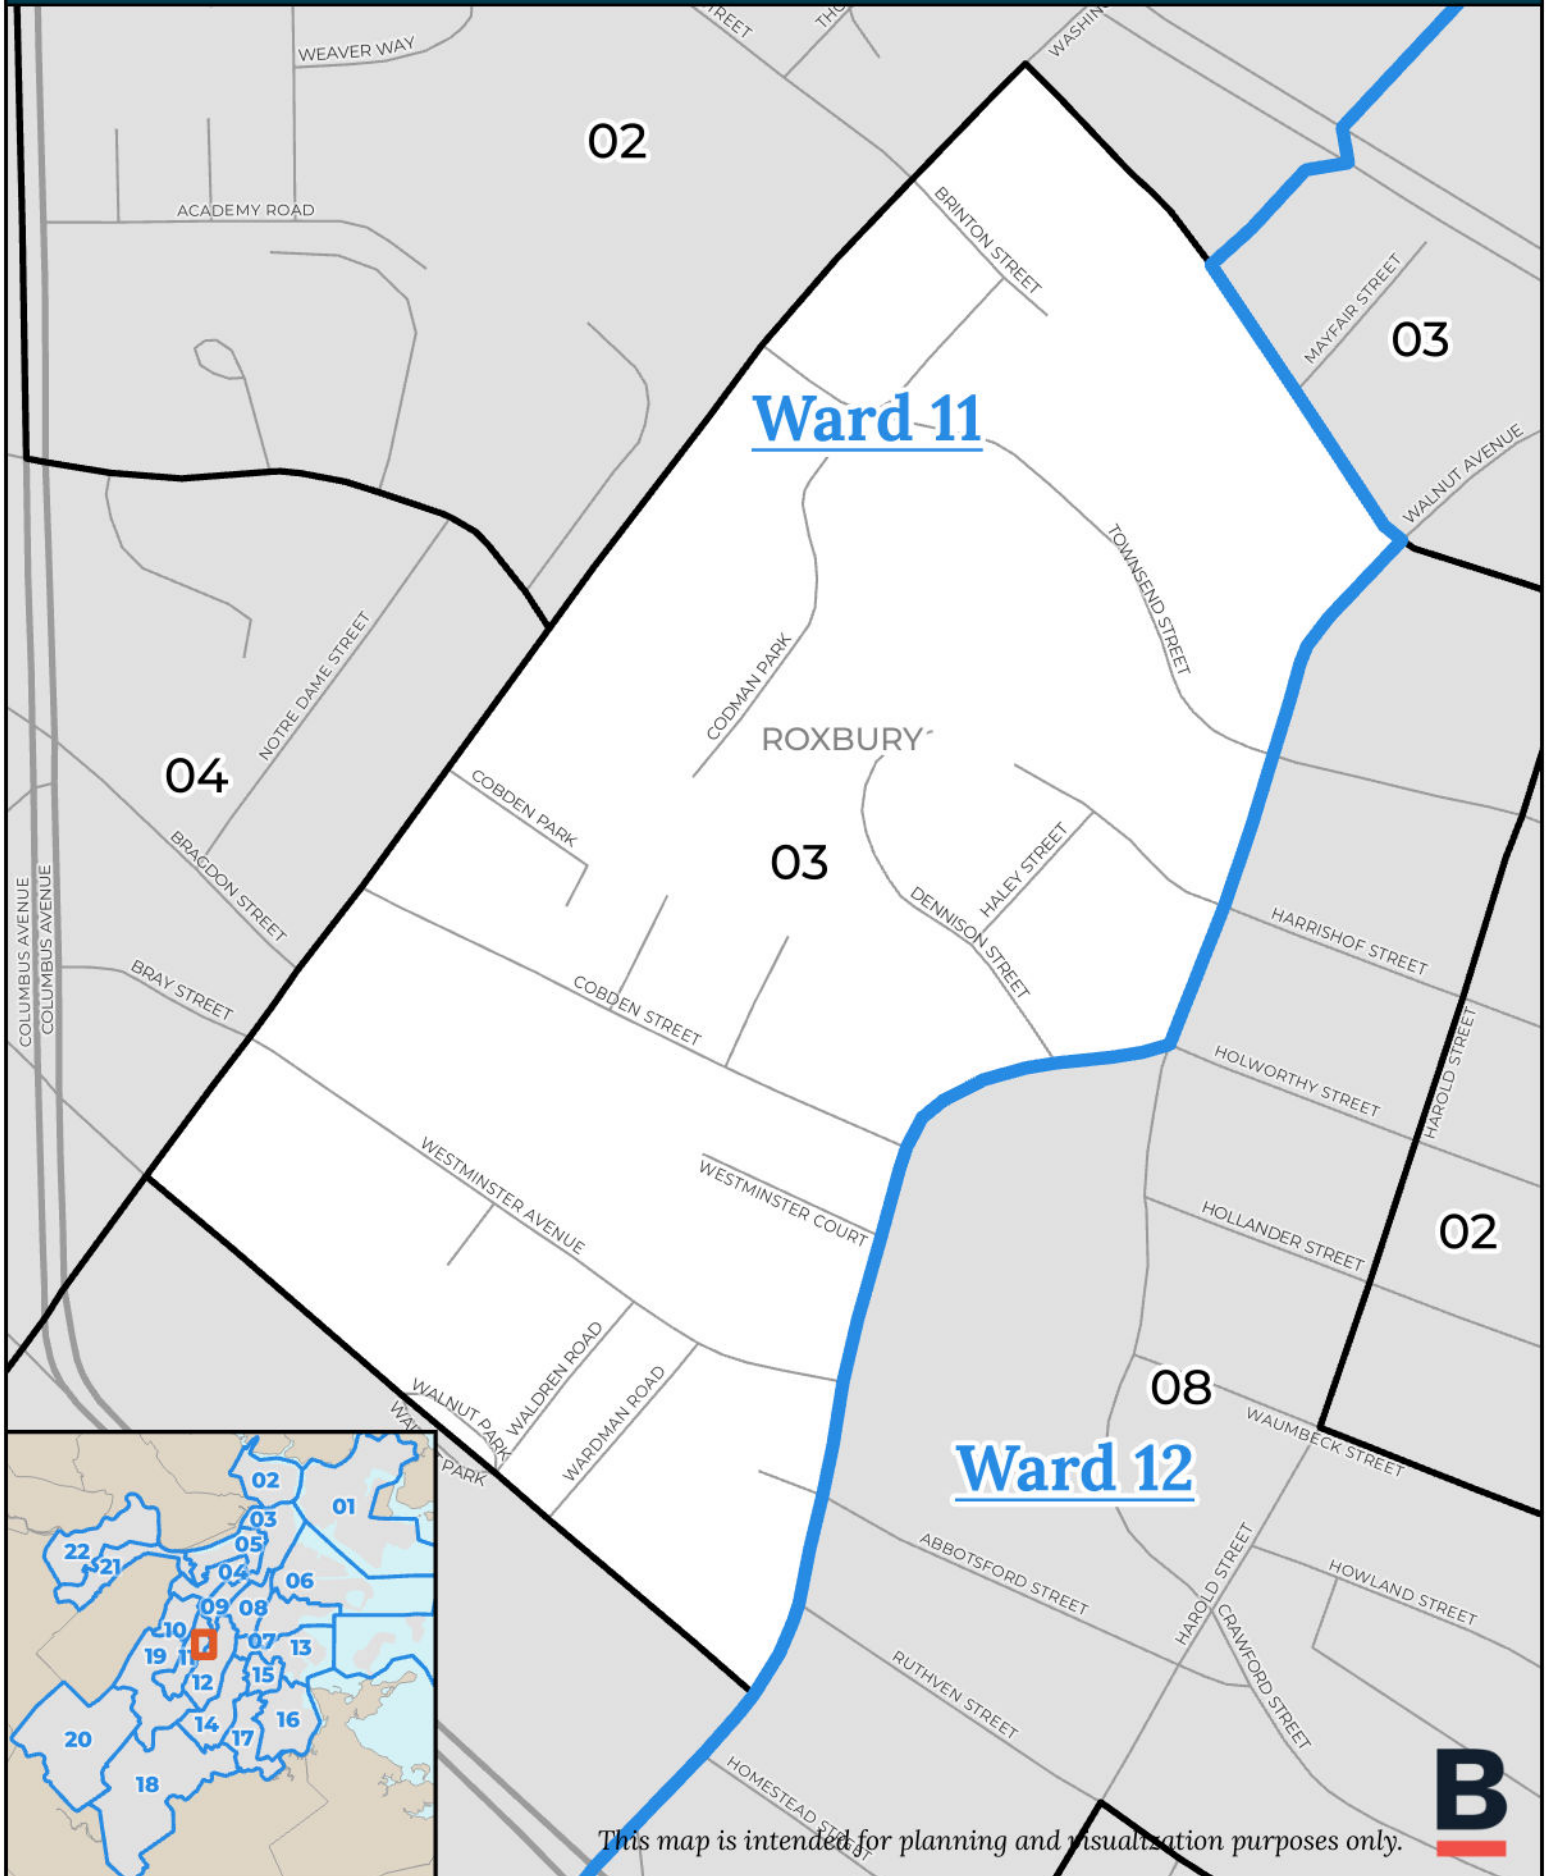 WEAVER WAY
02
ACADEMY ROAD
BRINTON STREET
MAYFAIR STREET
03
Ward 11
WALNUT AVENUE
TOWNSEND STREET
NOTRE DAME STREET
CODMAN PARK
ROXBURY
04
COBDEN PARK
BRAGDON STREET
03
HALEY STREET
DENNISON STREET
COLUMBUS AVENUE
COLUMBUS AVENUE
BRAY STREET
HARRISHOF STREET
COBDEN STREET
HAROLD STREET
HOLWORTHY STREET
WESTMINSTER AVENUE
WESTMINSTER COURT
HOLLANDER STREET
02
WALDREN ROAD
WALNUT PARK
WARDMAN ROAD
PARK
08
WAUMBECK STREET
Ward 12
ABBOTSFORD STREET
HAROLD STREET
HOWLAND STREET
CRAWFORD STREET
RUTHVEN STREET
HOMESTEAD STREET
02
01
03
05
22
21
04
06
09
08
10
07
13
19
11
12
15
14
16
17
20
18
B
This map is intended for planning and visualization purposes only.